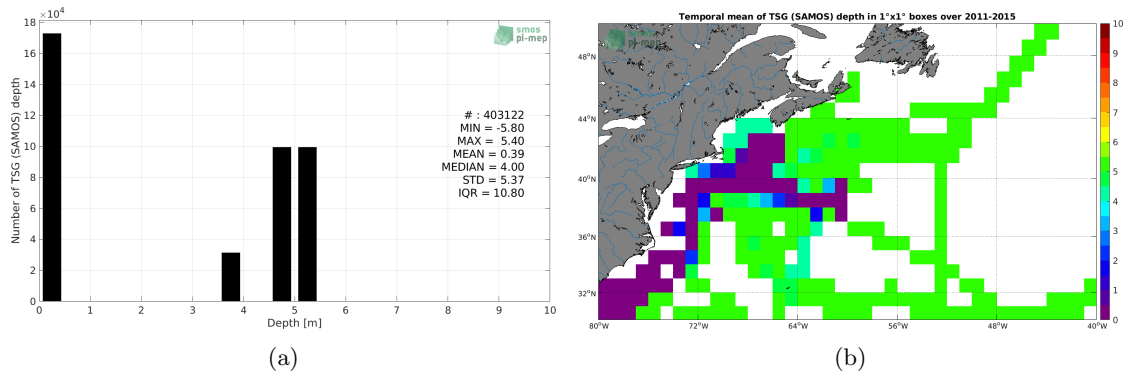 ×10⁴
18
16
14
12
10
8
6
4
2
0
Number of TSG (SAMOS) depth
0 1 2 3 4 5 6 7 8 9 10
Depth [m]
smos
pi-mep
# : 403122
MIN = -5.80
MAX = 5.40
MEAN = 0.39
MEDIAN = 4.00
STD = 5.37
IQR = 10.80
(a)
Temporal mean of TSG (SAMOS) depth in 1°x1° boxes over 2011-2015
smos
pi-mep
48°N
44°N
40°N
36°N
32°N
80°W 72°W 64°W 56°W 48°W 40°W
10
9
8
7
6
5
4
3
2
1
0
(b)